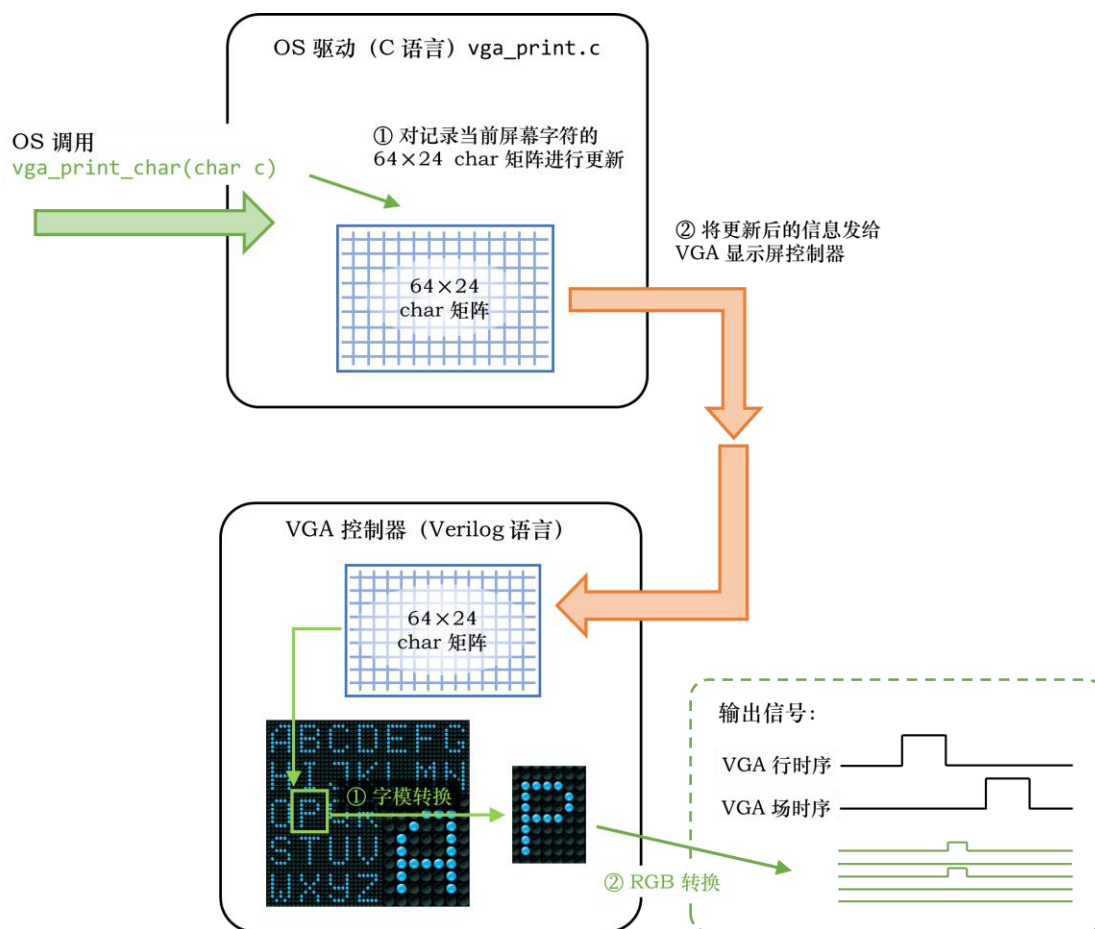 OS 驱动（C 语言）vga_print.c
OS 调用
vga_print_char(char c)
① 对记录当前屏幕字符的
64×24 char 矩阵进行更新
64×24
char 矩阵
② 将更新后的信息发给
VGA 显示屏控制器
VGA 控制器（Verilog 语言）
64×24
char 矩阵
ABCDEFG
HIJKLMN
OPQR
STUV
WXYZ
A
① 字模转换
P
② RGB 转换
输出信号：
VGA 行时序
VGA 场时序